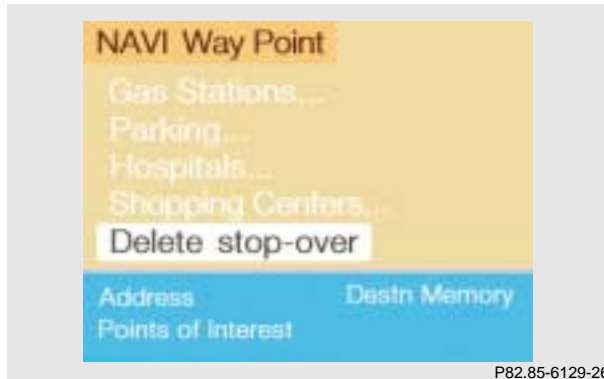 NAVI Way Point
Gas Stations...
Parking...
Hospitals...
Shopping Centers...
Delete stop-over
Address Destn Memory
Points of Interest
P82.85-6129-26